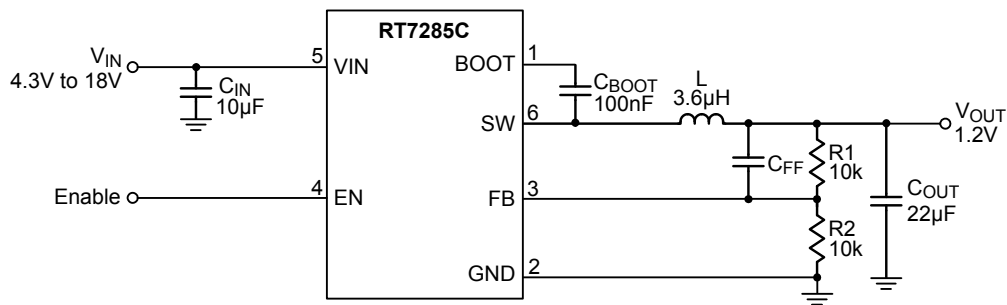 RT7285C
VIN
4.3V to 18V
CIN
10μF
5
VIN
BOOT
1
CBOOT
100nF
L
3.6μH
SW
6
VOUT
1.2V
CFF
R1
10k
COUT
22μF
Enable
4
EN
FB
3
R2
10k
GND
2